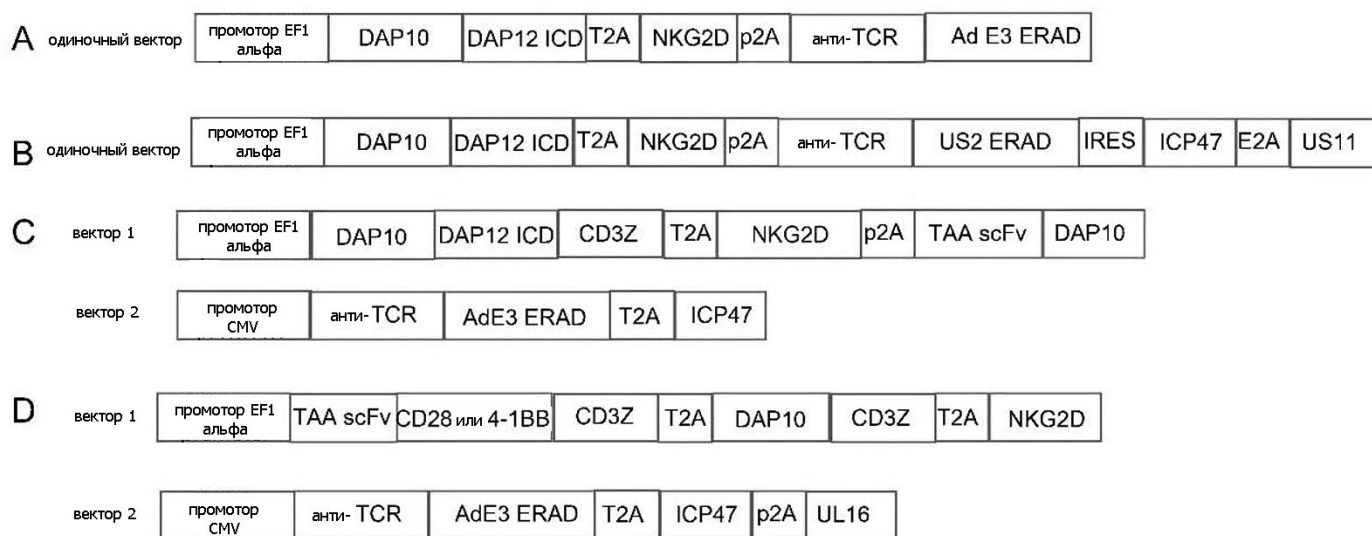 A одиночный вектор промотор EF1 альфа DAP10 DAP12 ICD T2A NKG2D p2A анти-TCR Ad E3 ERAD
B одиночный вектор промотор EF1 альфа DAP10 DAP12 ICD T2A NKG2D p2A анти-TCR US2 ERAD IRES ICP47 E2A US11
C вектор 1 промотор EF1 альфа DAP10 DAP12 ICD CD3Z T2A NKG2D p2A TAA scFv DAP10
вектор 2 промотор CMV анти-TCR AdE3 ERAD T2A ICP47
D вектор 1 промотор EF1 альфа TAA scFv CD28 или 4-1BB CD3Z T2A DAP10 CD3Z T2A NKG2D
вектор 2 промотор CMV анти- TCR AdE3 ERAD T2A ICP47 p2A UL16